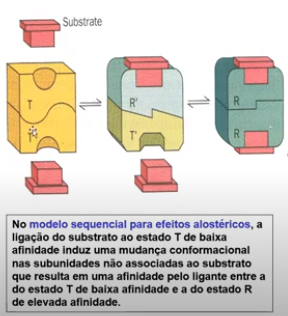 Substrate
T
T
R'
T'
R
R
No modelo sequencial para efeitos alostéricos, a
ligação do substrato ao estado T de baixa
afinidade induz uma mudança conformacional
nas subunidades não associadas ao substrato
que resulta em uma afinidade pelo ligante entre a
do estado T de baixa afinidade e a do estado R
de elevada afinidade.